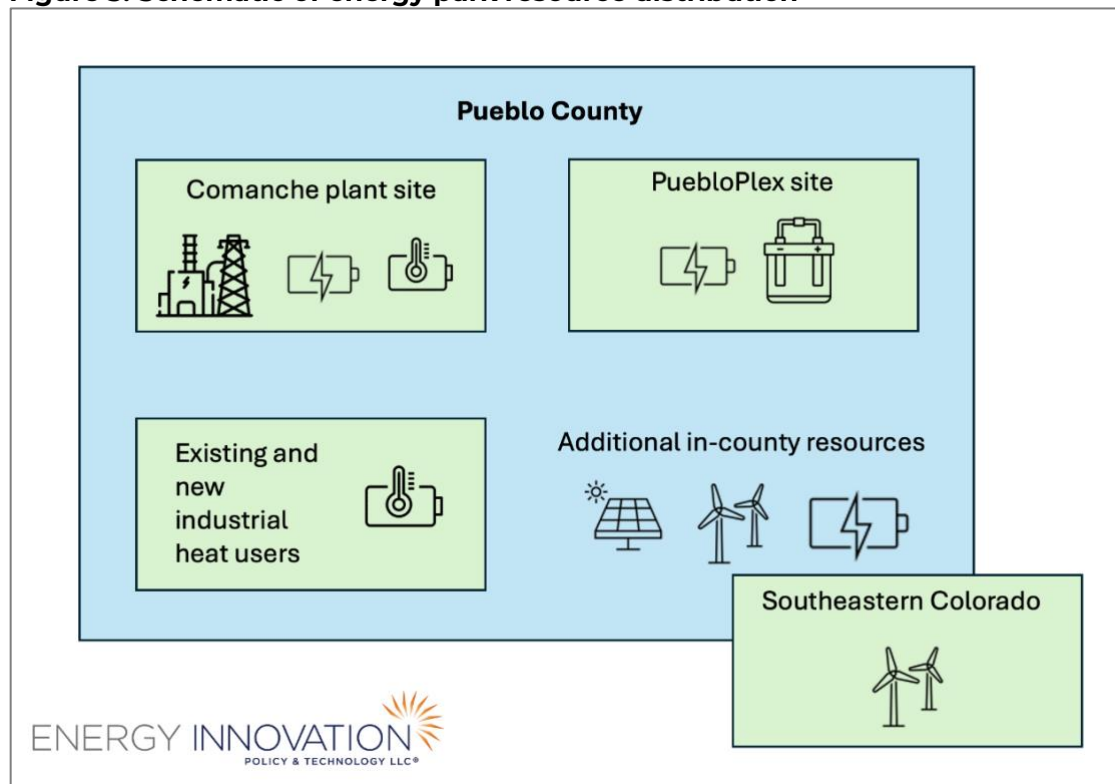 Pueblo County
Comanche plant site
PuebloPlex site
Existing and
new
industrial
heat users
Additional in-county resources
Southeastern Colorado
ENERGY INNOVATION
POLICY & TECHNOLOGY LLC®